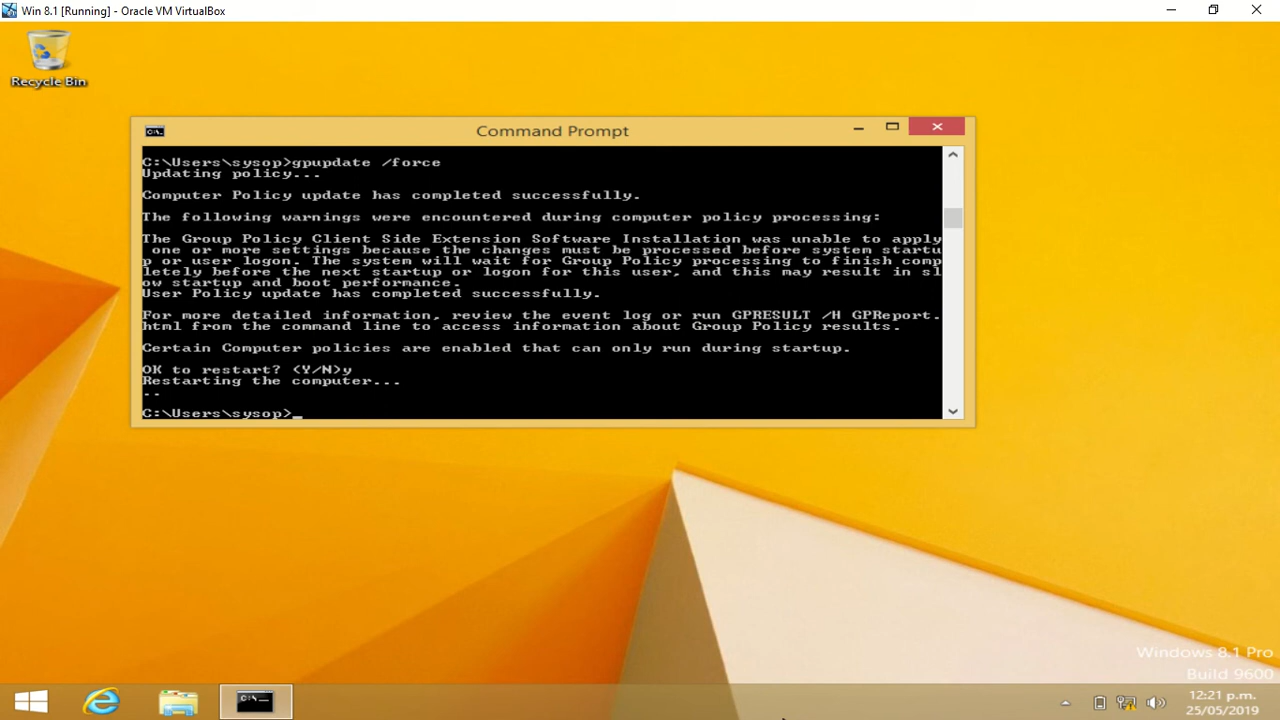 Win 8.1 [Running] - Oracle VM VirtualBox
Recycle Bin
Command Prompt
C:\Users\sysop>gpupdate /force
Updating policy...
Computer Policy update has completed successfully.
The following warnings were encountered during computer policy processing:
The Group Policy Client Side Extension Software Installation was unable to apply
one or more settings because the changes must be processed before system startu
p or user logon. The system will wait for Group Policy processing to finish comp
letely before the next startup or logon for this user, and this may result in sl
ow startup and boot performance.
User Policy update has completed successfully.
For more detailed information, review the event log or run GPRESULT /H GPReport.
html from the command line to access information about Group Policy results.
Certain Computer policies are enabled that can only run during startup.
OK to restart? (Y/N)y
Restarting the computer...
--
C:\Users\sysop>_
Windows 8.1 Pro
Build 9600
12:21 p.m.
25/05/2019